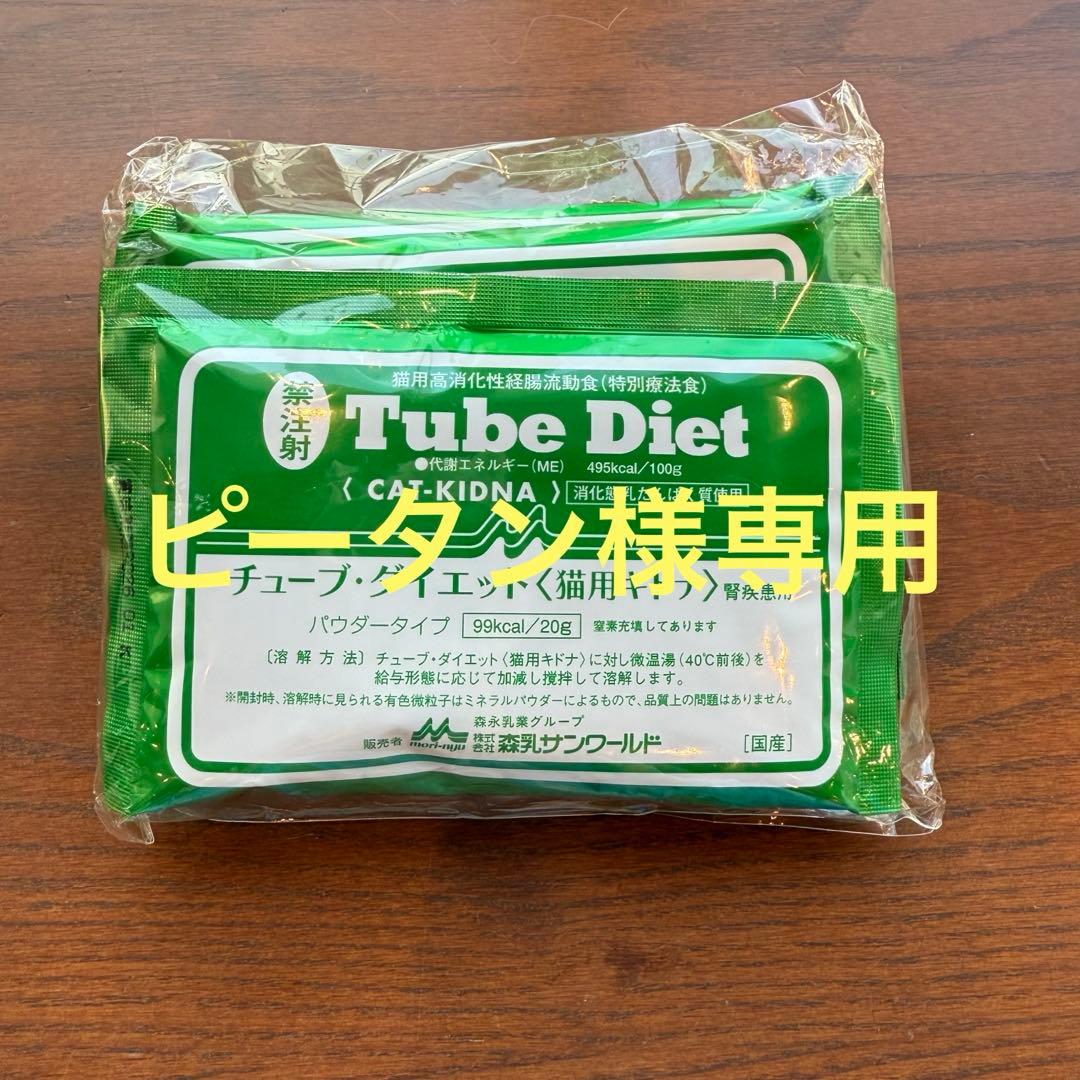 猫用高消化性経腸流動食(特別療法食)
禁注射
Tube Diet
●代謝エネルギー(ME) 495kcal/100g
〈 CAT-KIDNA 〉 消化態乳たんぱく質使用
ピータン様専用
チューブ・ダイエット〈猫用キドナ〉腎疾患用
パウダータイプ 99kcal/20g 窒素充填してあります
〔溶解方法〕チューブ・ダイエット〈猫用キドナ〉に対し微温湯(40℃前後)を
給与形態に応じて加減し撹拌して溶解します。
※開封時、溶解時に見られる有色微粒子はミネラルパウダーによるもので、品質上の問題はありません。
森永乳業グループ
販売者 mori-nyu 株式会社 森乳サンワールド [国産]